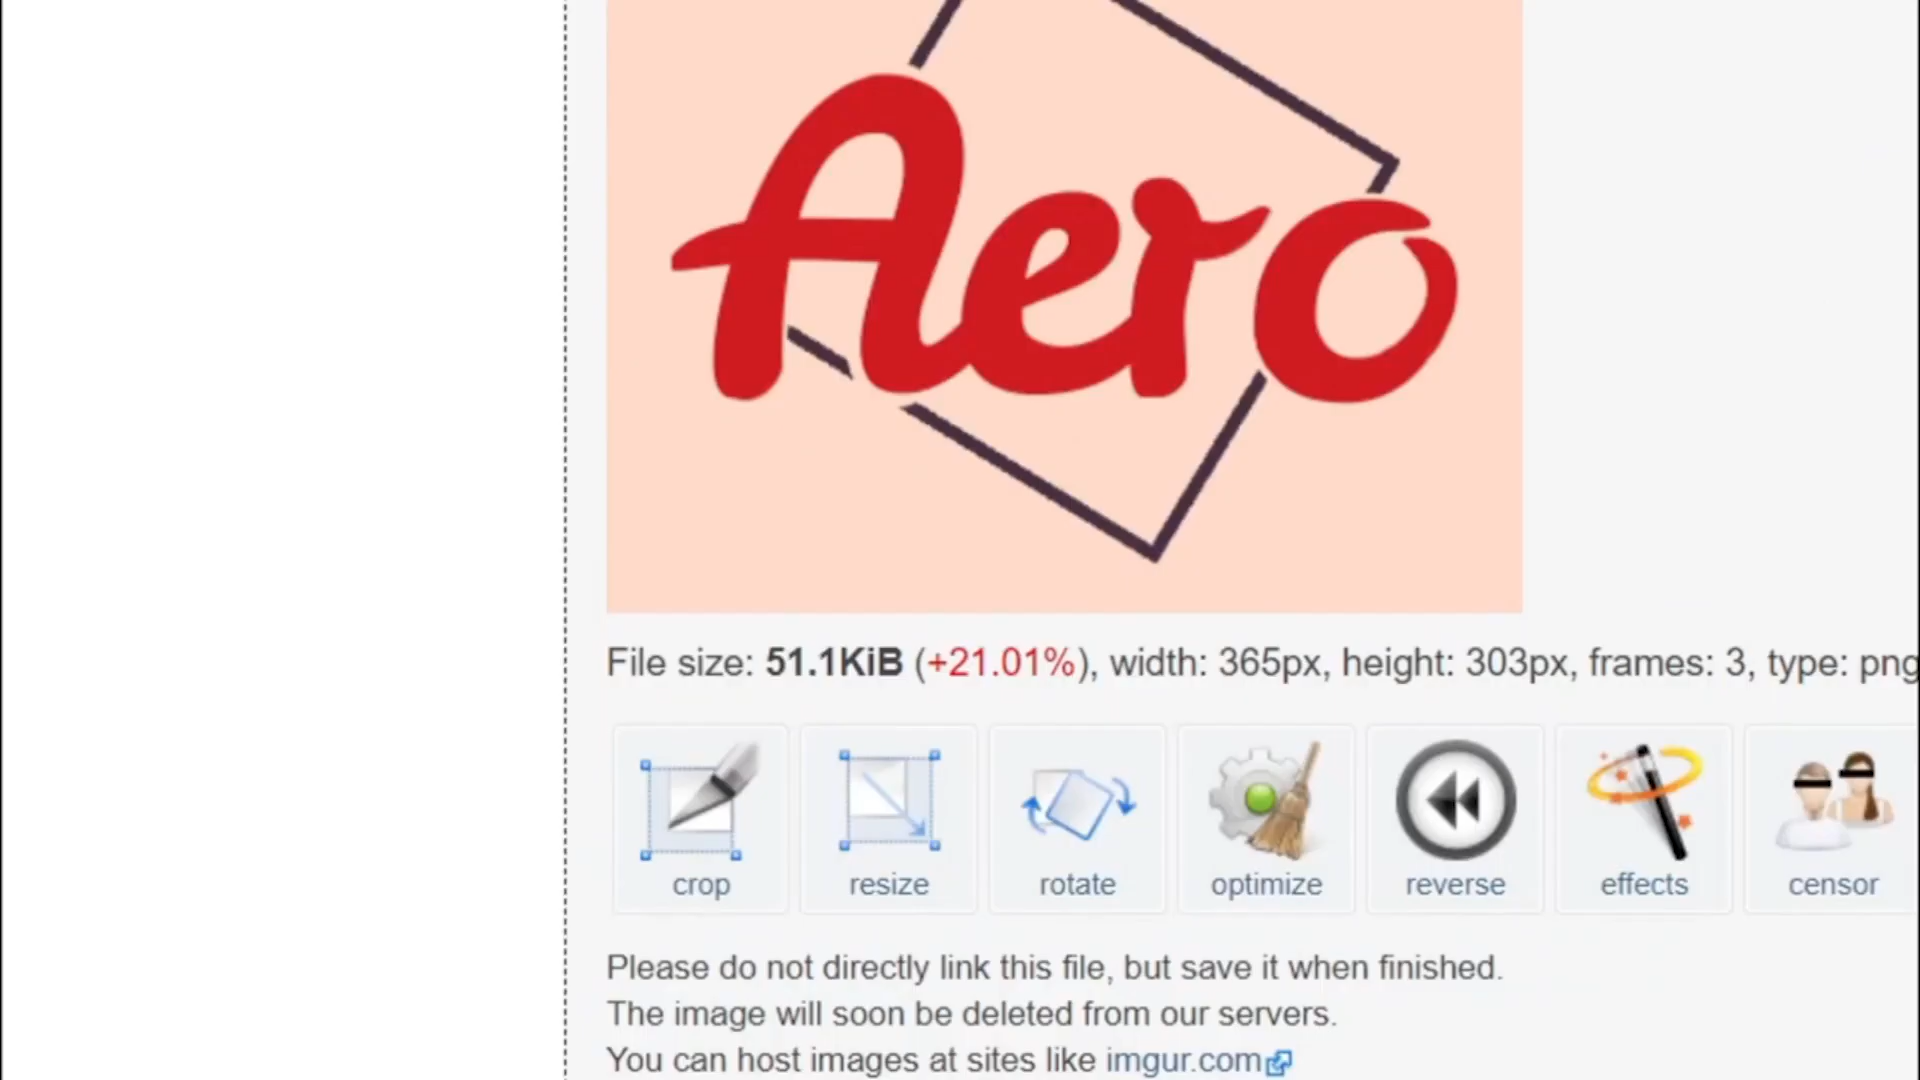 Aero
File size: 51.1KiB (+21.01%), width: 365px, height: 303px, frames: 3, type: png
crop
resize
rotate
optimize
reverse
effects
censor
Please do not directly link this file, but save it when finished.
The image will soon be deleted from our servers.
You can host images at sites like imgur.com